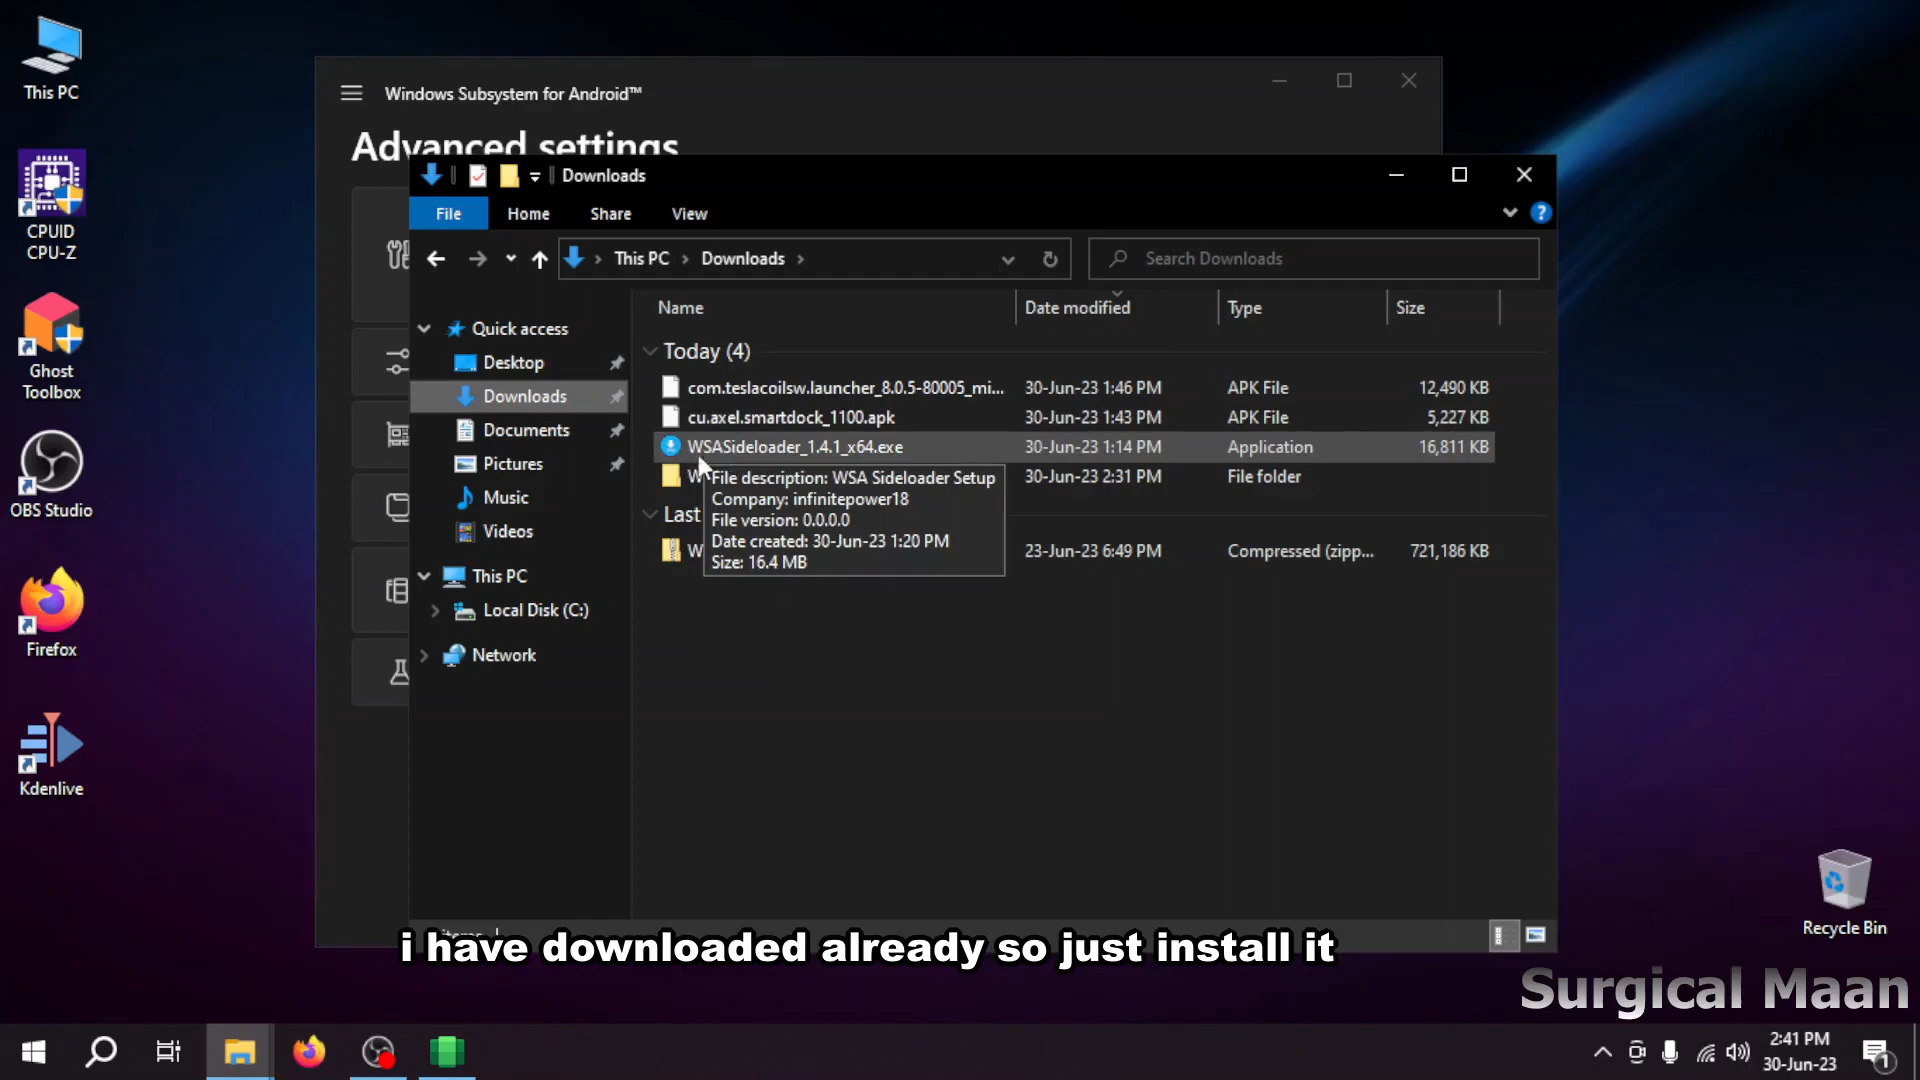 This PC
CPUID
CPU-Z
Ghost
Toolbox
OBS Studio
Firefox
Kdenlive
Windows Subsystem for Android™
Advanced settings
Downloads
File Home Share View
This PC > Downloads >
Search Downloads
Quick access
Desktop
Downloads
Documents
Pictures
Music
Videos
This PC
Local Disk (C:)
Network
Name Date modified Type Size
Today (4)
com.teslacoilsw.launcher_8.0.5-80005_mi... 30-Jun-23 1:46 PM APK File 12,490 KB
cu.axel.smartdock_1100.apk 30-Jun-23 1:43 PM APK File 5,227 KB
WSASideloader_1.4.1_x64.exe 30-Jun-23 1:14 PM Application 16,811 KB
W 30-Jun-23 2:31 PM File folder
Last
W 23-Jun-23 6:49 PM Compressed (zipp... 721,186 KB
File description: WSA Sideloader Setup
Company: infinitepower18
File version: 0.0.0.0
Date created: 30-Jun-23 1:20 PM
Size: 16.4 MB
i have downloaded already so just install it
Recycle Bin
Surgical Maan
2:41 PM
30-Jun-23
1